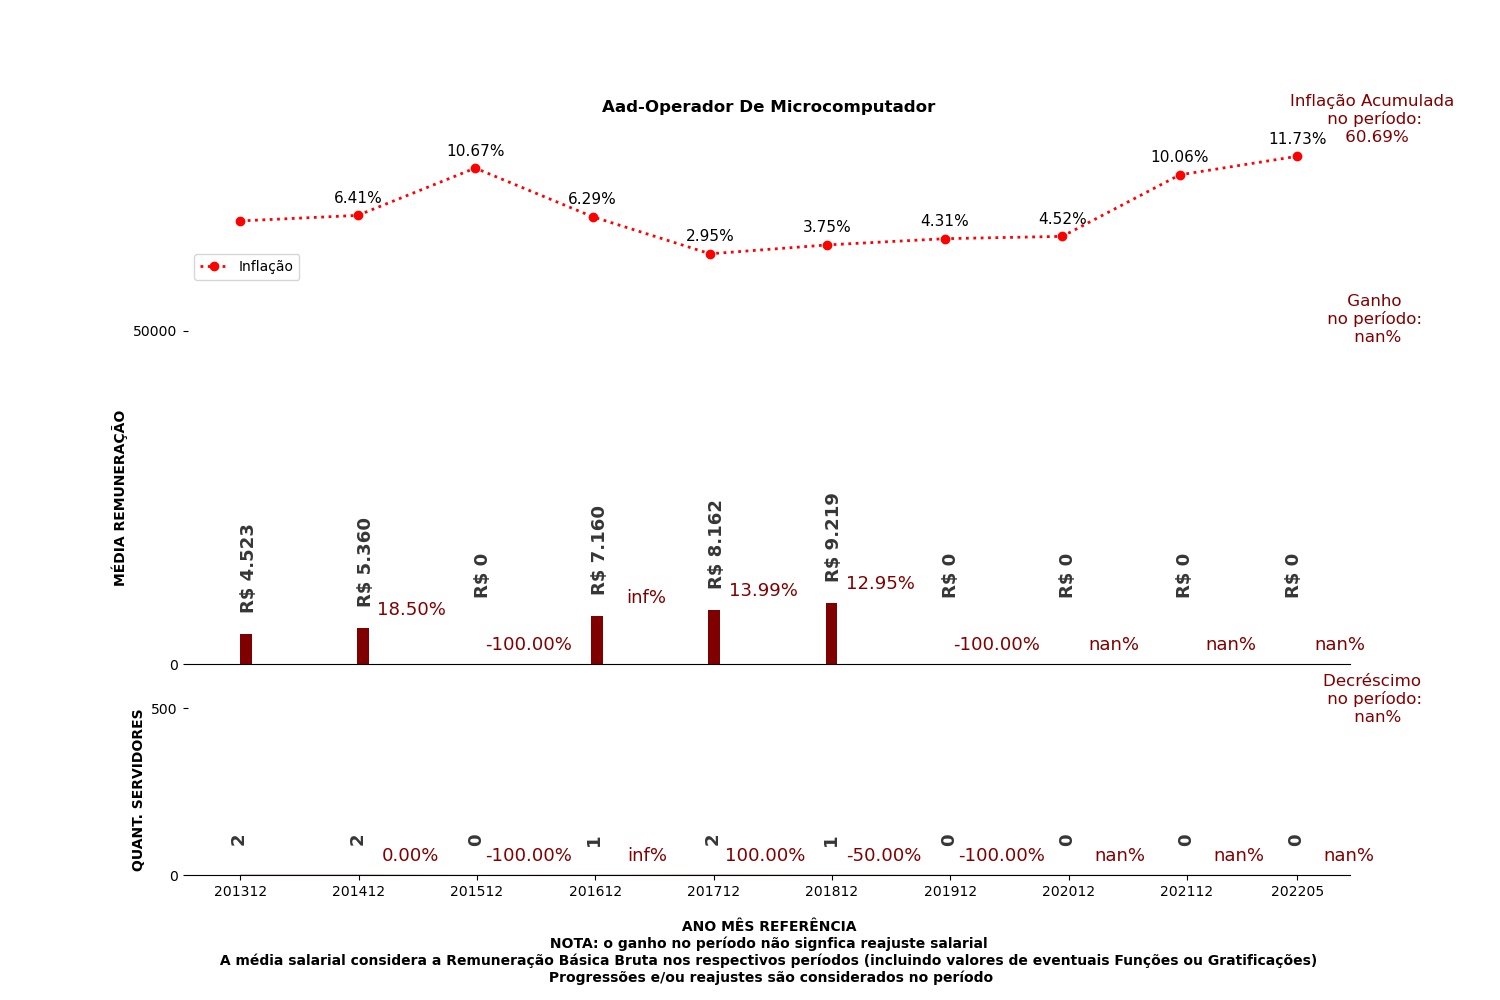 Aad-Operador De Microcomputador
Inflação Acumulada
no período:
60.69%
6.41%
10.67%
6.29%
2.95%
3.75%
4.31%
4.52%
10.06%
11.73%
Inflação
Ganho
no período:
nan%
50000
0
MÉDIA REMUNERAÇÃO
R$ 4.523
R$ 5.360
R$ 0
R$ 7.160
R$ 8.162
R$ 9.219
R$ 0
R$ 0
R$ 0
R$ 0
18.50%
-100.00%
inf%
13.99%
12.95%
-100.00%
nan%
nan%
nan%
Decréscimo
no período:
nan%
500
0
QUANT. SERVIDORES
2
2
0
1
2
1
0
0
0
0
0.00%
-100.00%
inf%
100.00%
-50.00%
-100.00%
nan%
nan%
nan%
201312
201412
201512
201612
201712
201812
201912
202012
202112
202205
ANO MÊS REFERÊNCIA
NOTA: o ganho no período não signfica reajuste salarial
A média salarial considera a Remuneração Básica Bruta nos respectivos períodos (incluindo valores de eventuais Funções ou Gratificações)
Progressões e/ou reajustes são considerados no período